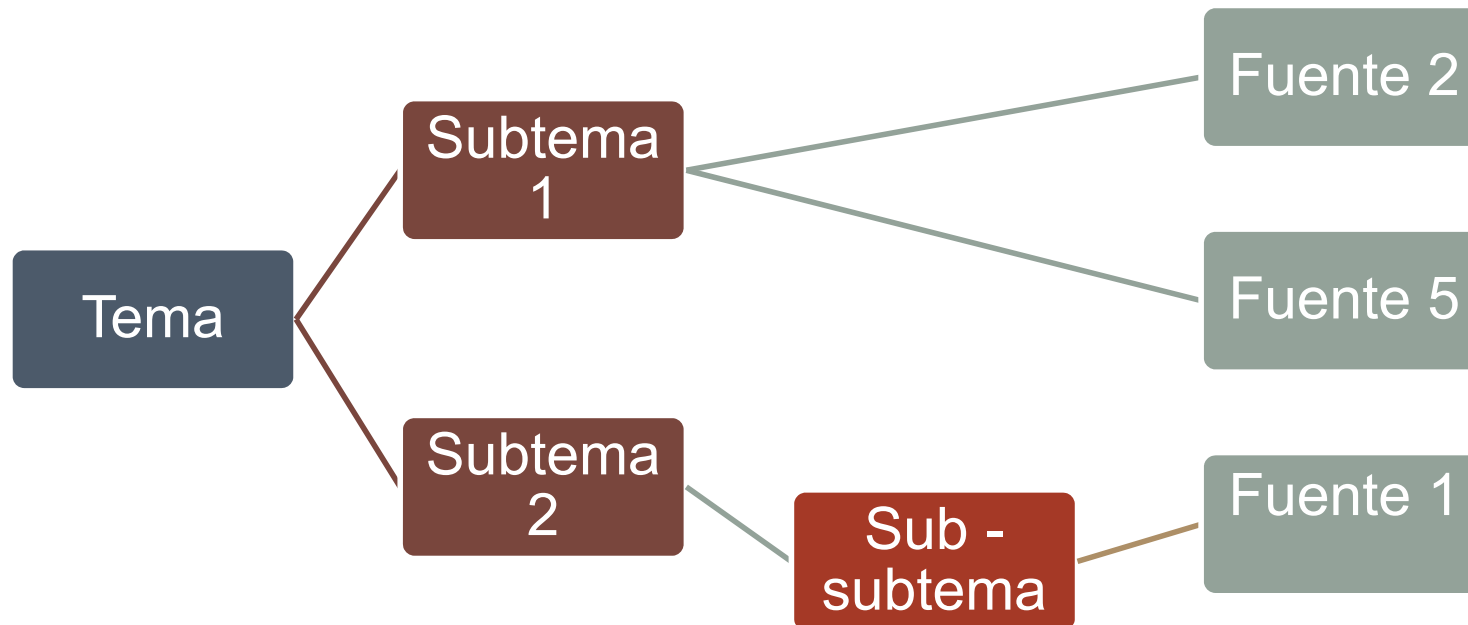 Tema
Subtema
1
Subtema
2
Sub -
subtema
Fuente 2
Fuente 5
Fuente 1